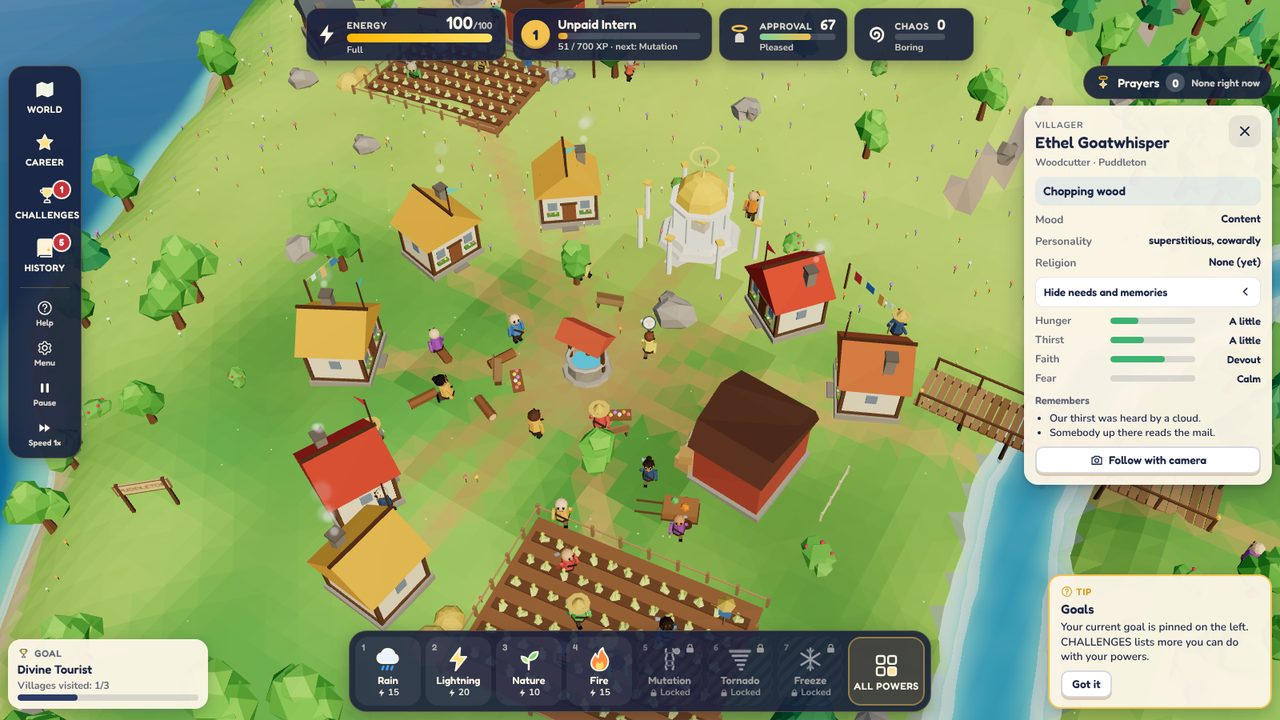 ENERGY 100/100
Full
1
Unpaid Intern
51 / 700 XP · next: Mutation
APPROVAL 67
Pleased
CHAOS 0
Boring
Prayers 0 None right now
WORLD
CAREER
1
CHALLENGES
5
HISTORY
Help
Menu
Pause
Speed 1x
VILLAGER
Ethel Goatwhisper
Woodcutter · Puddleton
Chopping wood
Mood Content
Personality superstitious, cowardly
Religion None (yet)
Hide needs and memories
Hunger A little
Thirst A little
Faith Devout
Fear Calm
Remembers
• Our thirst was heard by a cloud.
• Somebody up there reads the mail.
Follow with camera
GOAL
Divine Tourist
Villages visited: 1/3
1 Rain 15
2 Lightning 20
3 Nature 10
4 Fire 15
5 Mutation Locked
6 Tornado Locked
7 Freeze Locked
ALL POWERS
TIP
Goals
Your current goal is pinned on the left.
CHALLENGES lists more you can do
with your powers.
Got it